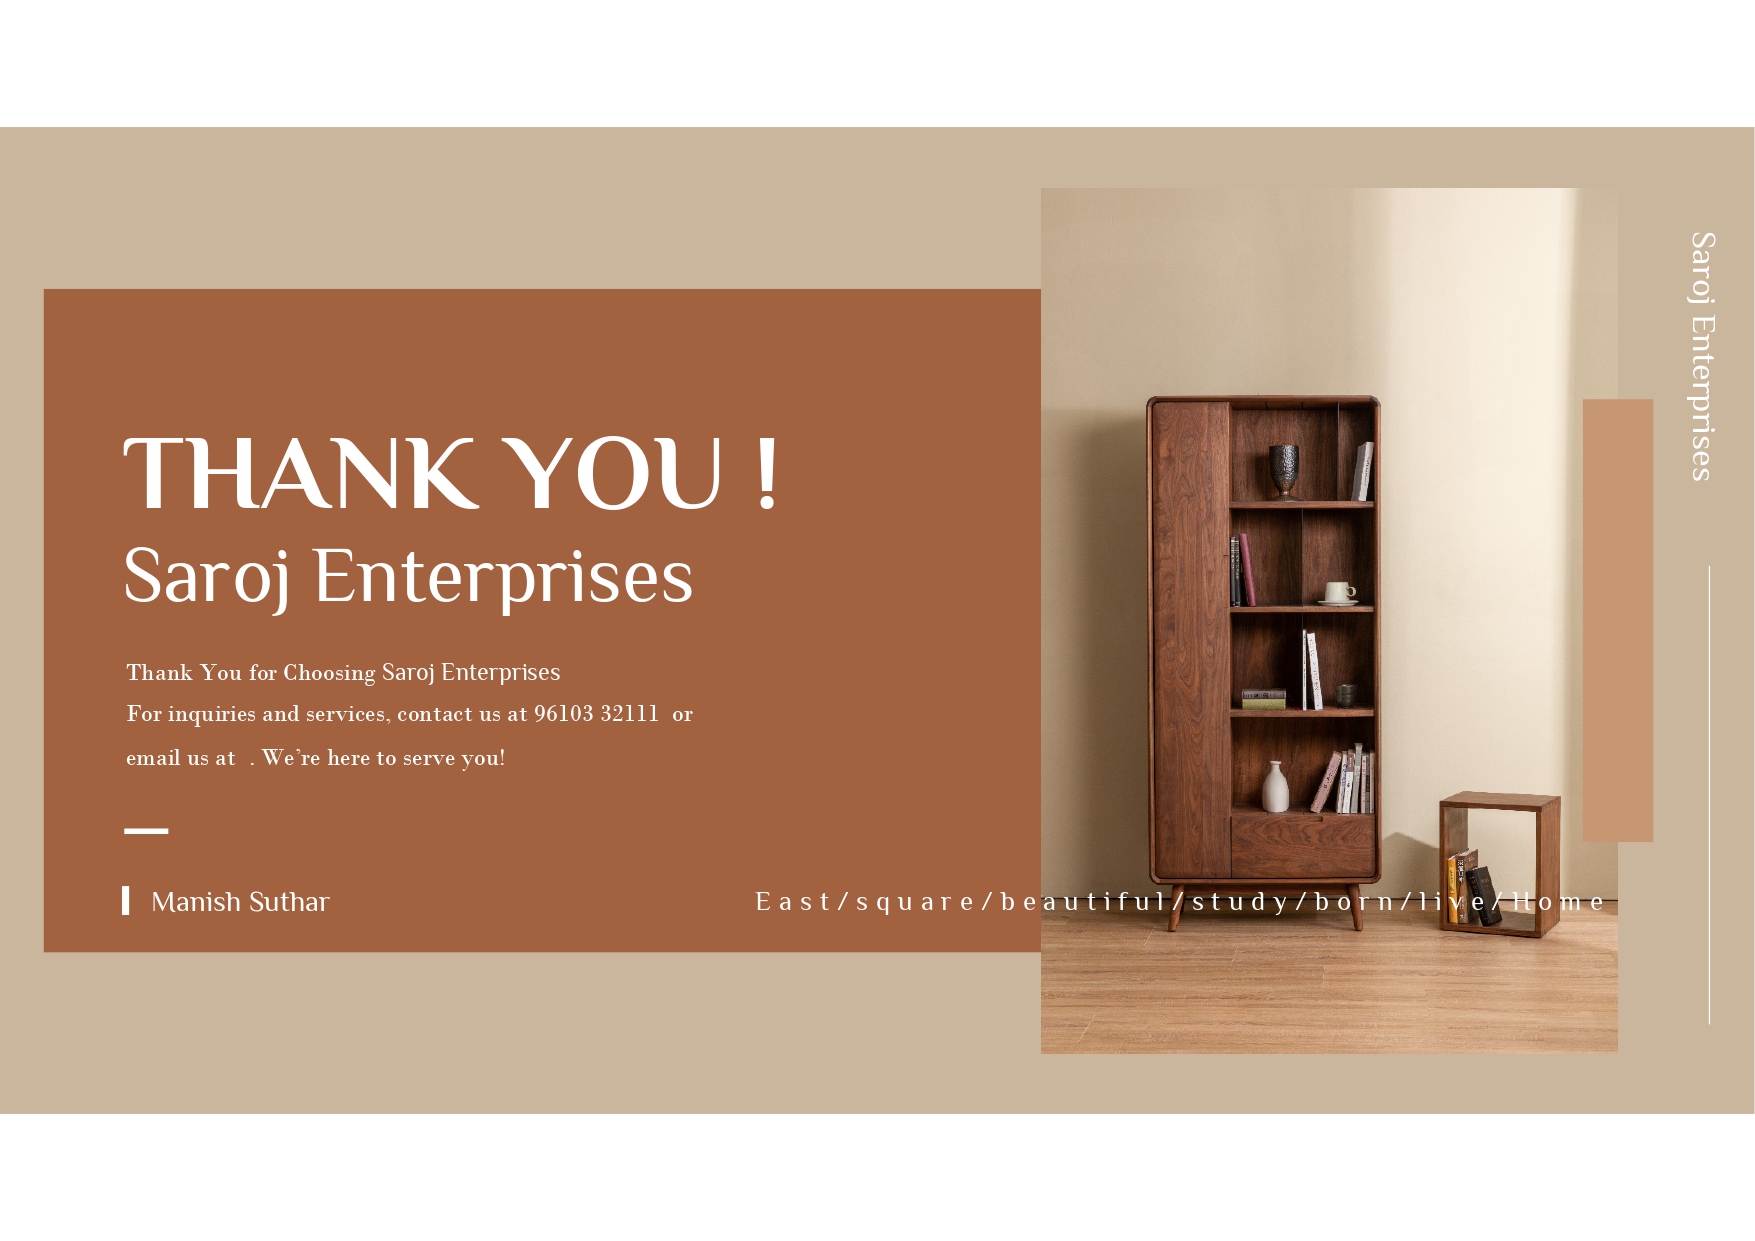 THANK YOU !
Saroj Enterprises
Thank You for Choosing Saroj Enterprises
For inquiries and services, contact us at 96103 32111 or
email us at . We’re here to serve you!
Manish Suthar
East/square/beautiful/study/born/live/Home
Saroj Enterprises